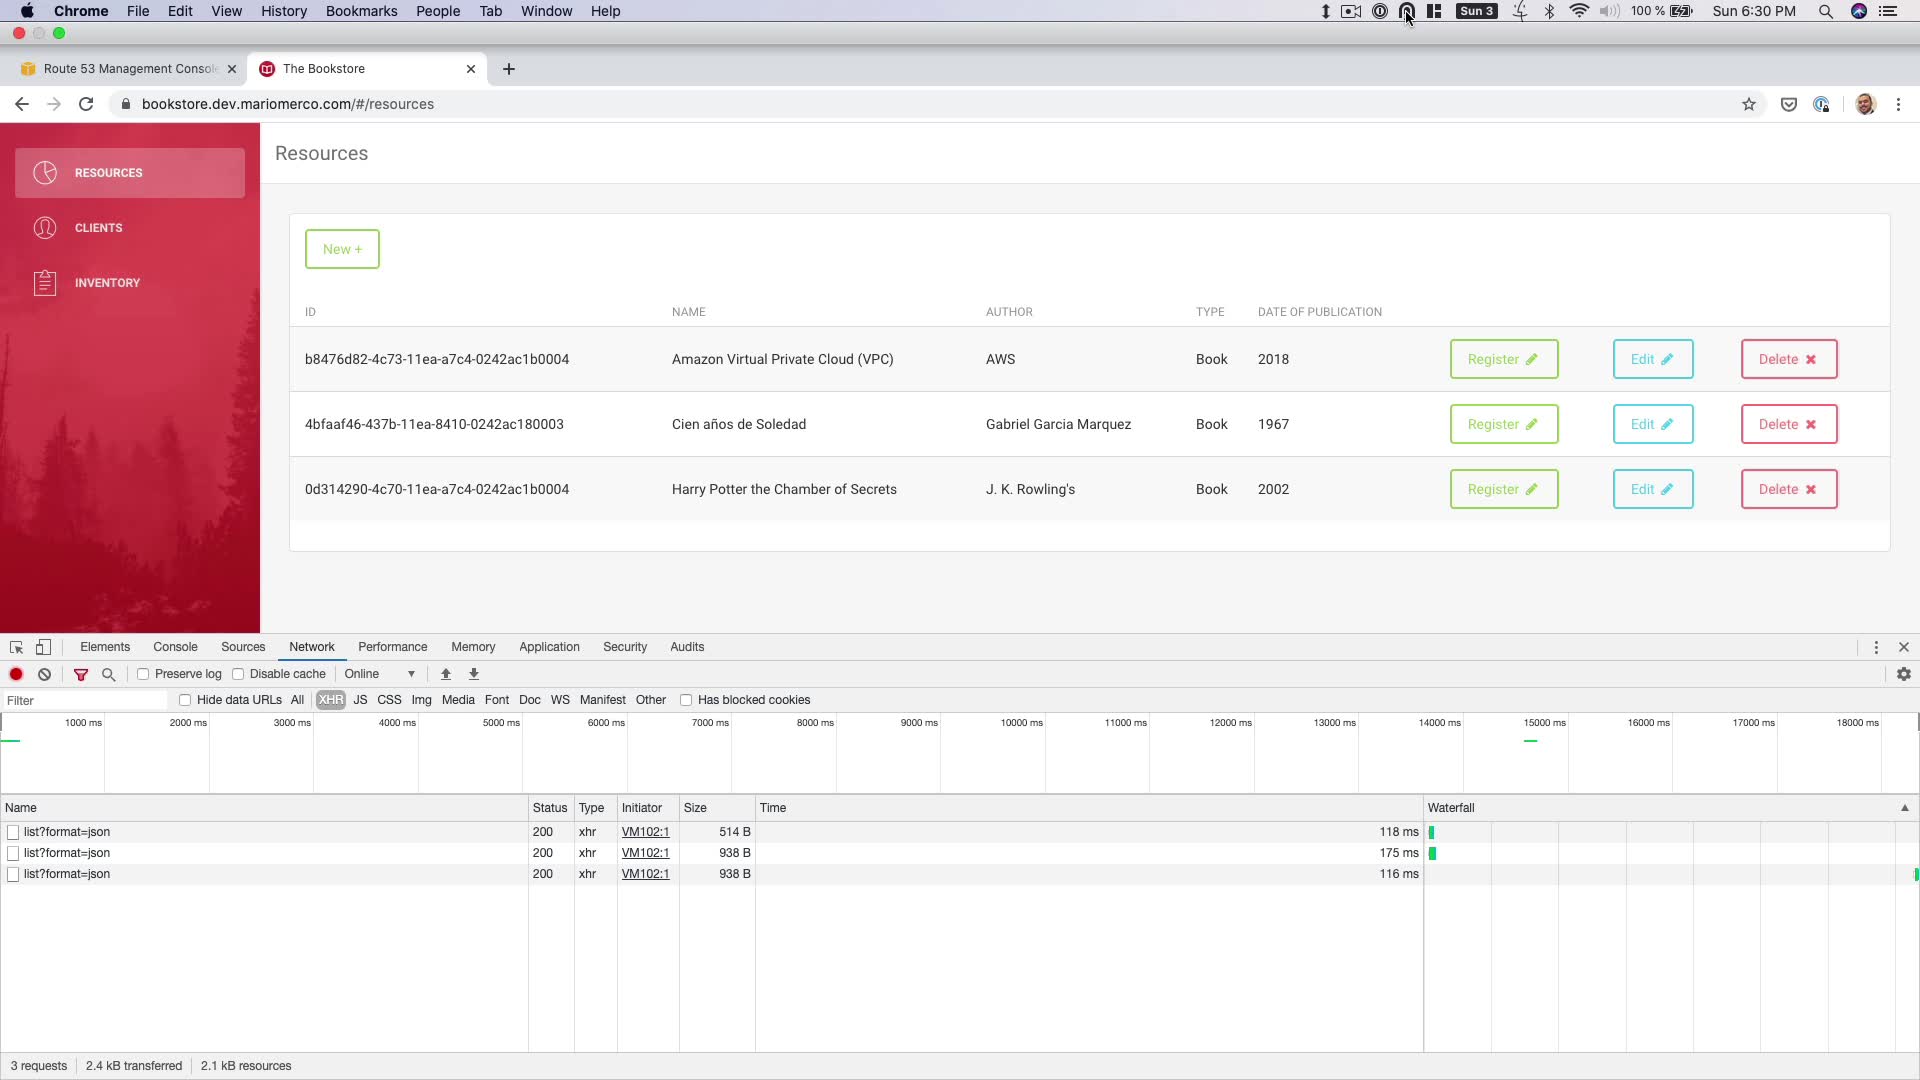 Chrome File Edit View History Bookmarks People Tab Window Help Sun 3 100 % Sun 6:30 PM
Route 53 Management Console The Bookstore
bookstore.dev.mariomerco.com/#/resources
RESOURCES
CLIENTS
INVENTORY
Resources
New +
ID NAME AUTHOR TYPE DATE OF PUBLICATION
b8476d82-4c73-11ea-a7c4-0242ac1b0004 Amazon Virtual Private Cloud (VPC) AWS Book 2018 Register Edit Delete
4bfaaf46-437b-11ea-8410-0242ac180003 Cien años de Soledad Gabriel Garcia Marquez Book 1967 Register Edit Delete
0d314290-4c70-11ea-a7c4-0242ac1b0004 Harry Potter the Chamber of Secrets J. K. Rowling's Book 2002 Register Edit Delete
Elements Console Sources Network Performance Memory Application Security Audits
Preserve log Disable cache Online
Filter Hide data URLs All XHR JS CSS Img Media Font Doc WS Manifest Other Has blocked cookies
1000 ms 2000 ms 3000 ms 4000 ms 5000 ms 6000 ms 7000 ms 8000 ms 9000 ms 10000 ms 11000 ms 12000 ms 13000 ms 14000 ms 15000 ms 16000 ms 17000 ms 18000 ms
Name Status Type Initiator Size Time Waterfall
list?format=json 200 xhr VM102:1 514 B 118 ms
list?format=json 200 xhr VM102:1 938 B 175 ms
list?format=json 200 xhr VM102:1 938 B 116 ms
3 requests 2.4 kB transferred 2.1 kB resources